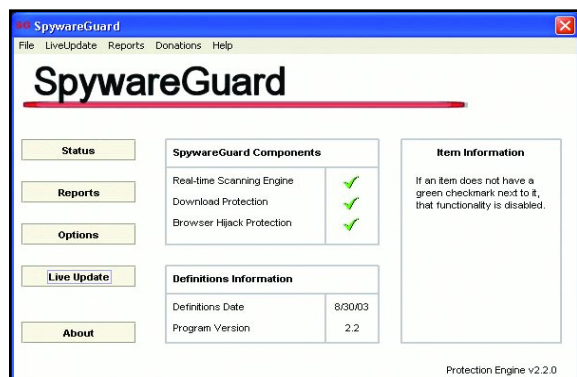 SG SpywareGuard
File LiveUpdate Reports Donations Help
SpywareGuard
Status
Reports
Options
Live Update
About
SpywareGuard Components
Real-time Scanning Engine
Download Protection
Browser Hijack Protection
Definitions Information
Definitions Date 8/30/03
Program Version 2.2
Item Information
If an item does not have a
green checkmark next to it,
that functionality is disabled.
Protection Engine v2.2.0